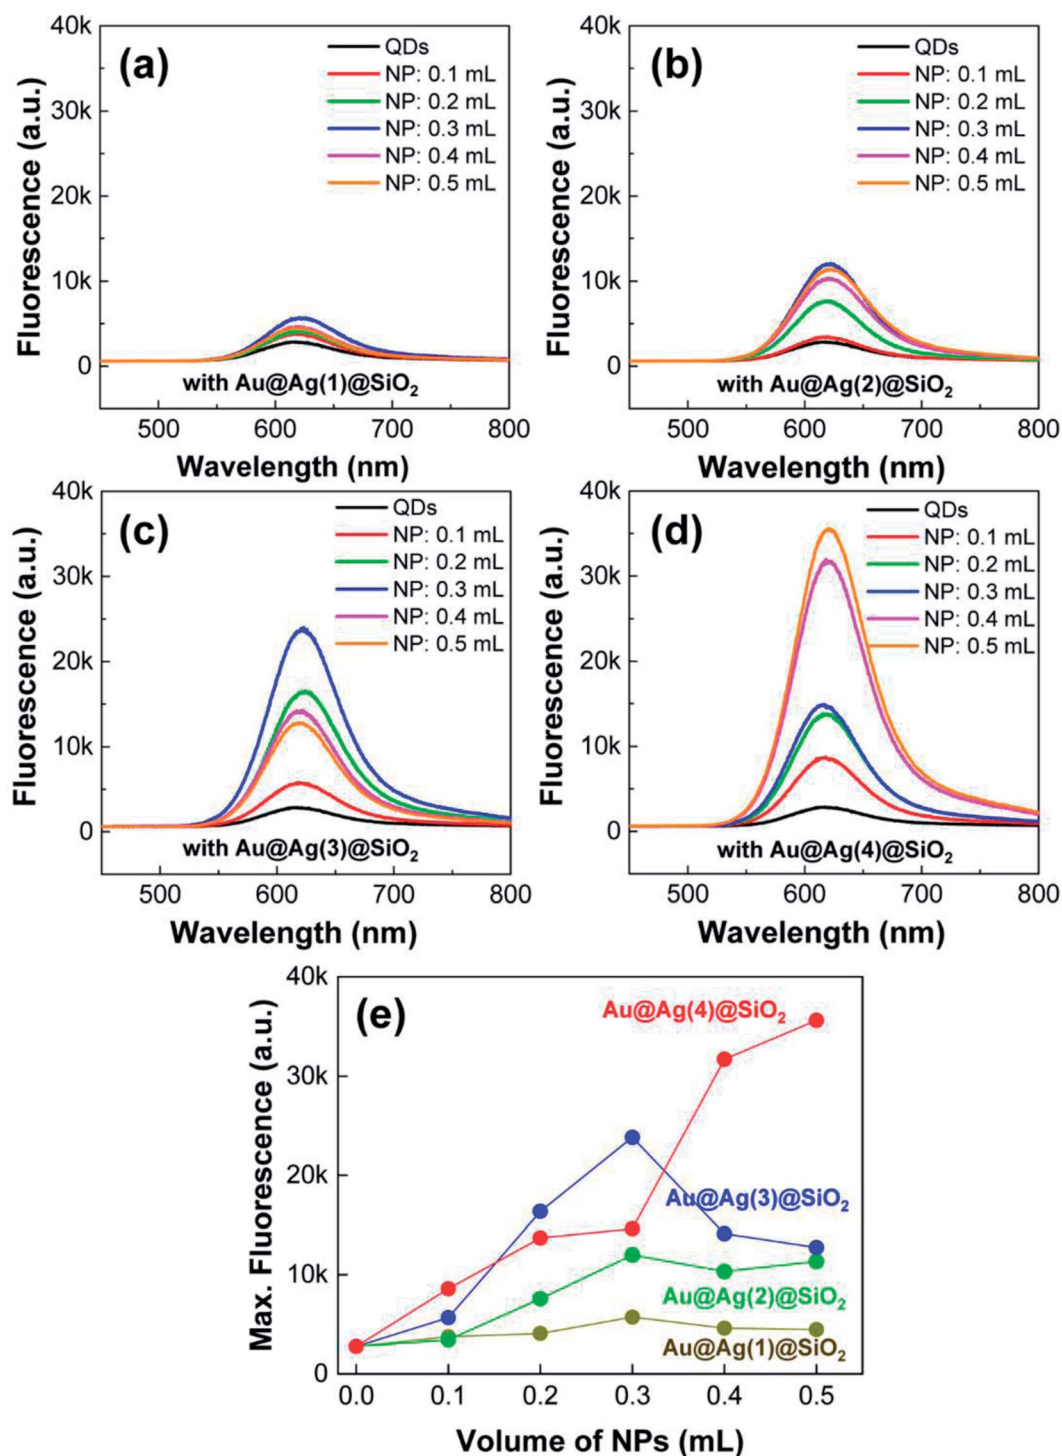 40k
30k
20k
10k
0
Fluorescence (a.u.)
(a)
QDs
NP: 0.1 mL
NP: 0.2 mL
NP: 0.3 mL
NP: 0.4 mL
NP: 0.5 mL
with Au@Ag(1)@SiO₂
500 600 700 800
Wavelength (nm)
40k
30k
20k
10k
0
Fluorescence (a.u.)
(b)
QDs
NP: 0.1 mL
NP: 0.2 mL
NP: 0.3 mL
NP: 0.4 mL
NP: 0.5 mL
with Au@Ag(2)@SiO₂
500 600 700 800
Wavelength (nm)
40k
30k
20k
10k
0
Fluorescence (a.u.)
(c)
QDs
NP: 0.1 mL
NP: 0.2 mL
NP: 0.3 mL
NP: 0.4 mL
NP: 0.5 mL
with Au@Ag(3)@SiO₂
500 600 700 800
Wavelength (nm)
40k
30k
20k
10k
0
Fluorescence (a.u.)
(d)
QDs
NP: 0.1 mL
NP: 0.2 mL
NP: 0.3 mL
NP: 0.4 mL
NP: 0.5 mL
with Au@Ag(4)@SiO₂
500 600 700 800
Wavelength (nm)
40k
30k
20k
10k
0
Max. Fluorescence (a.u.)
(e)
Au@Ag(4)@SiO₂
Au@Ag(3)@SiO₂
Au@Ag(2)@SiO₂
Au@Ag(1)@SiO₂
0.0 0.1 0.2 0.3 0.4 0.5
Volume of NPs (mL)